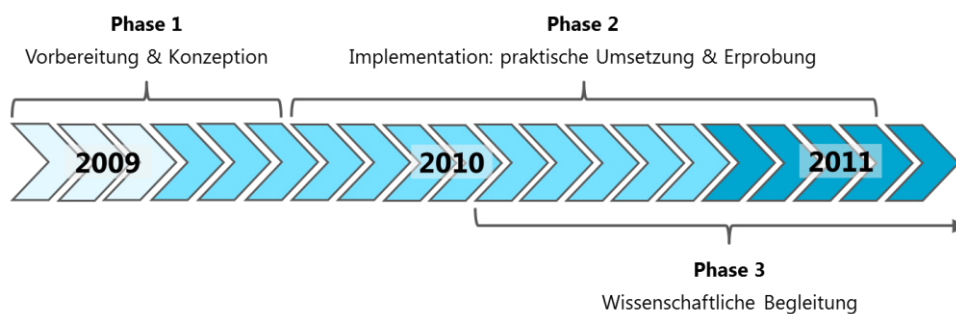 Phase 1
Vorbereitung & Konzeption
Phase 2
Implementation: praktische Umsetzung & Erprobung
2009
2010
2011
Phase 3
Wissenschaftliche Begleitung